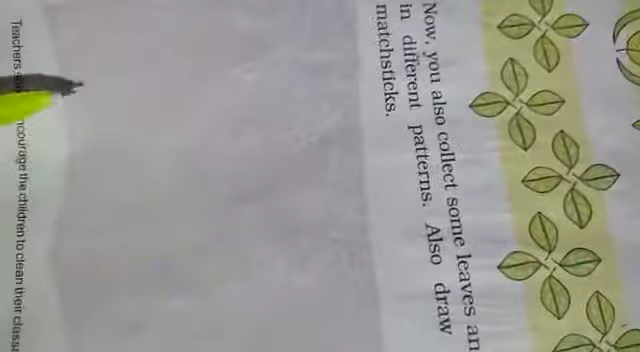 Now, you also collect some leaves an
in different patterns. Also draw
matchsticks.
Teachers encourage the children to clean their class